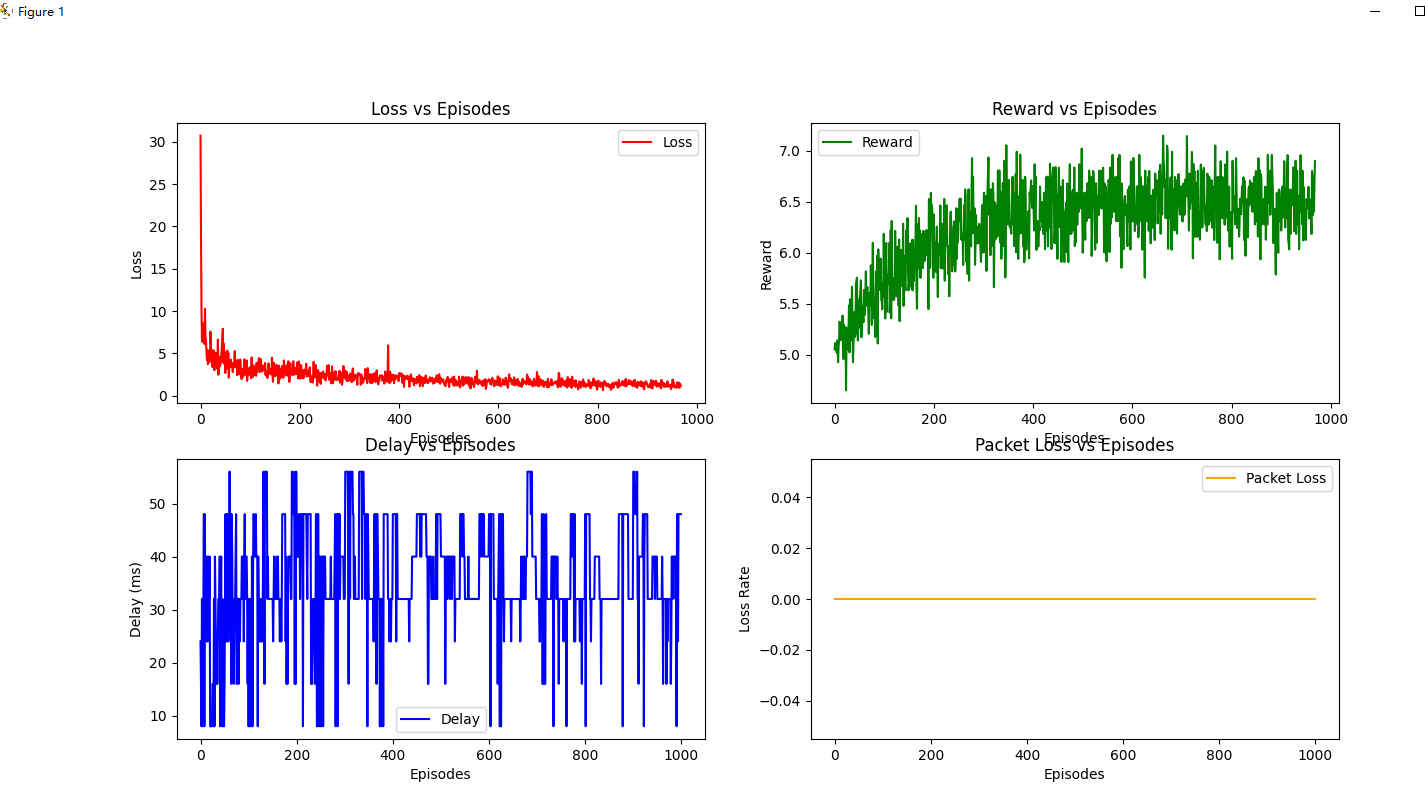 Figure 1
Loss vs Episodes
30
25
20
15
10
5
0
Loss
Loss
0 200 400 600 800 1000
Episodes
Reward vs Episodes
7.0
6.5
6.0
5.5
5.0
Reward
Reward
0 200 400 600 800 1000
Episodes
Delay vs Episodes
50
40
30
20
10
Delay (ms)
Delay
0 200 400 600 800 1000
Episodes
Packet Loss vs Episodes
0.04
0.02
0.00
−0.02
−0.04
Loss Rate
Packet Loss
0 200 400 600 800 1000
Episodes